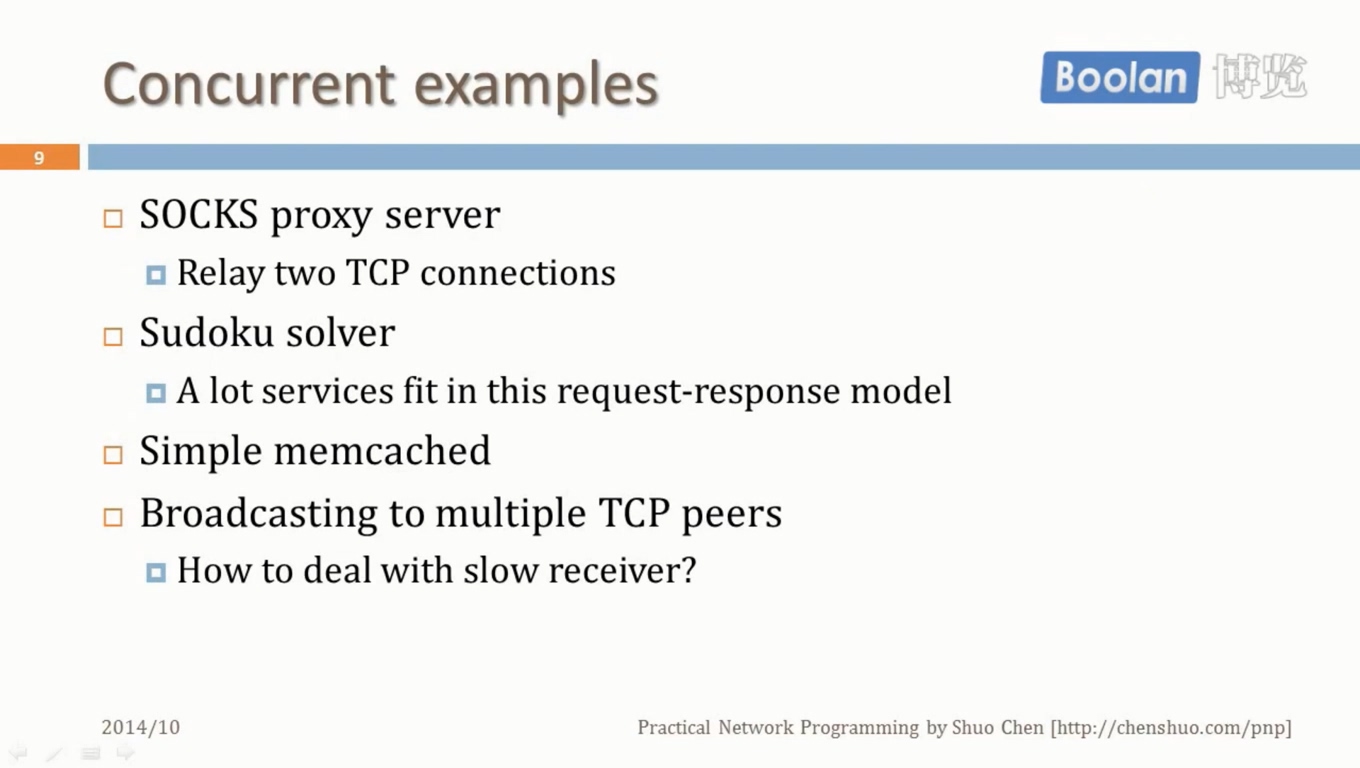 Concurrent examples
Boolan 博览
9
SOCKS proxy server
Relay two TCP connections
Sudoku solver
A lot services fit in this request-response model
Simple memcached
Broadcasting to multiple TCP peers
How to deal with slow receiver?
2014/10
Practical Network Programming by Shuo Chen [http://chenshuo.com/pnp]